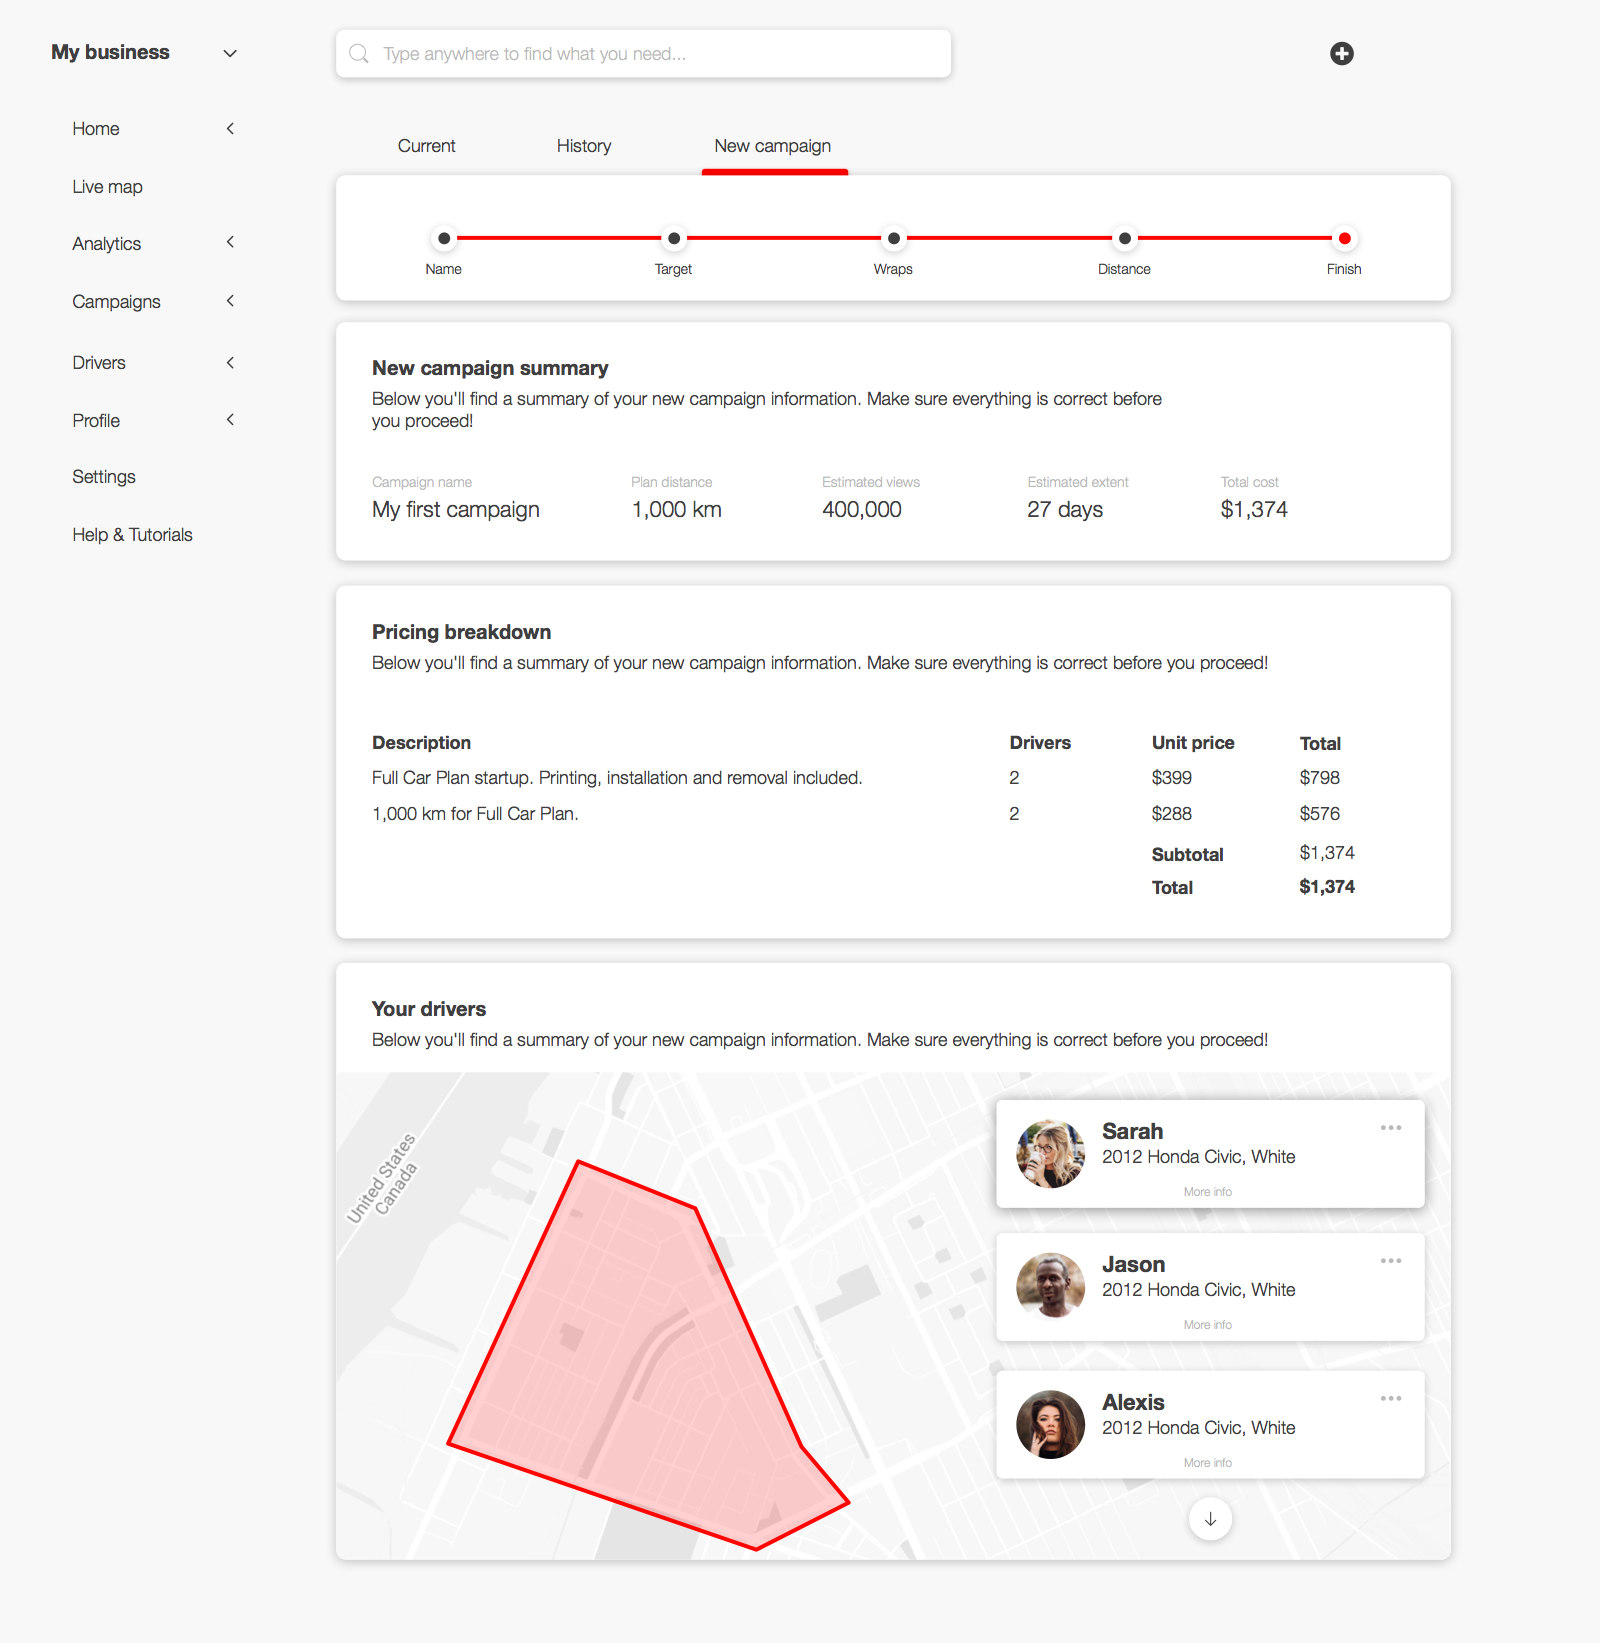 My business
Type anywhere to find what you need...
Home
Live map
Analytics
Campaigns
Drivers
Profile
Settings
Help & Tutorials
Current History New campaign
Name Target Wraps Distance Finish
New campaign summary
Below you'll find a summary of your new campaign information. Make sure everything is correct before
you proceed!
Campaign name Plan distance Estimated views Estimated extent Total cost
My first campaign 1,000 km 400,000 27 days $1,374
Pricing breakdown
Below you'll find a summary of your new campaign information. Make sure everything is correct before you proceed!
Description Drivers Unit price Total
Full Car Plan startup. Printing, installation and removal included. 2 $399 $798
1,000 km for Full Car Plan. 2 $288 $576
Subtotal $1,374
Total $1,374
Your drivers
Below you'll find a summary of your new campaign information. Make sure everything is correct before you proceed!
United States
Canada
Sarah
2012 Honda Civic, White
More info
Jason
2012 Honda Civic, White
More info
Alexis
2012 Honda Civic, White
More info